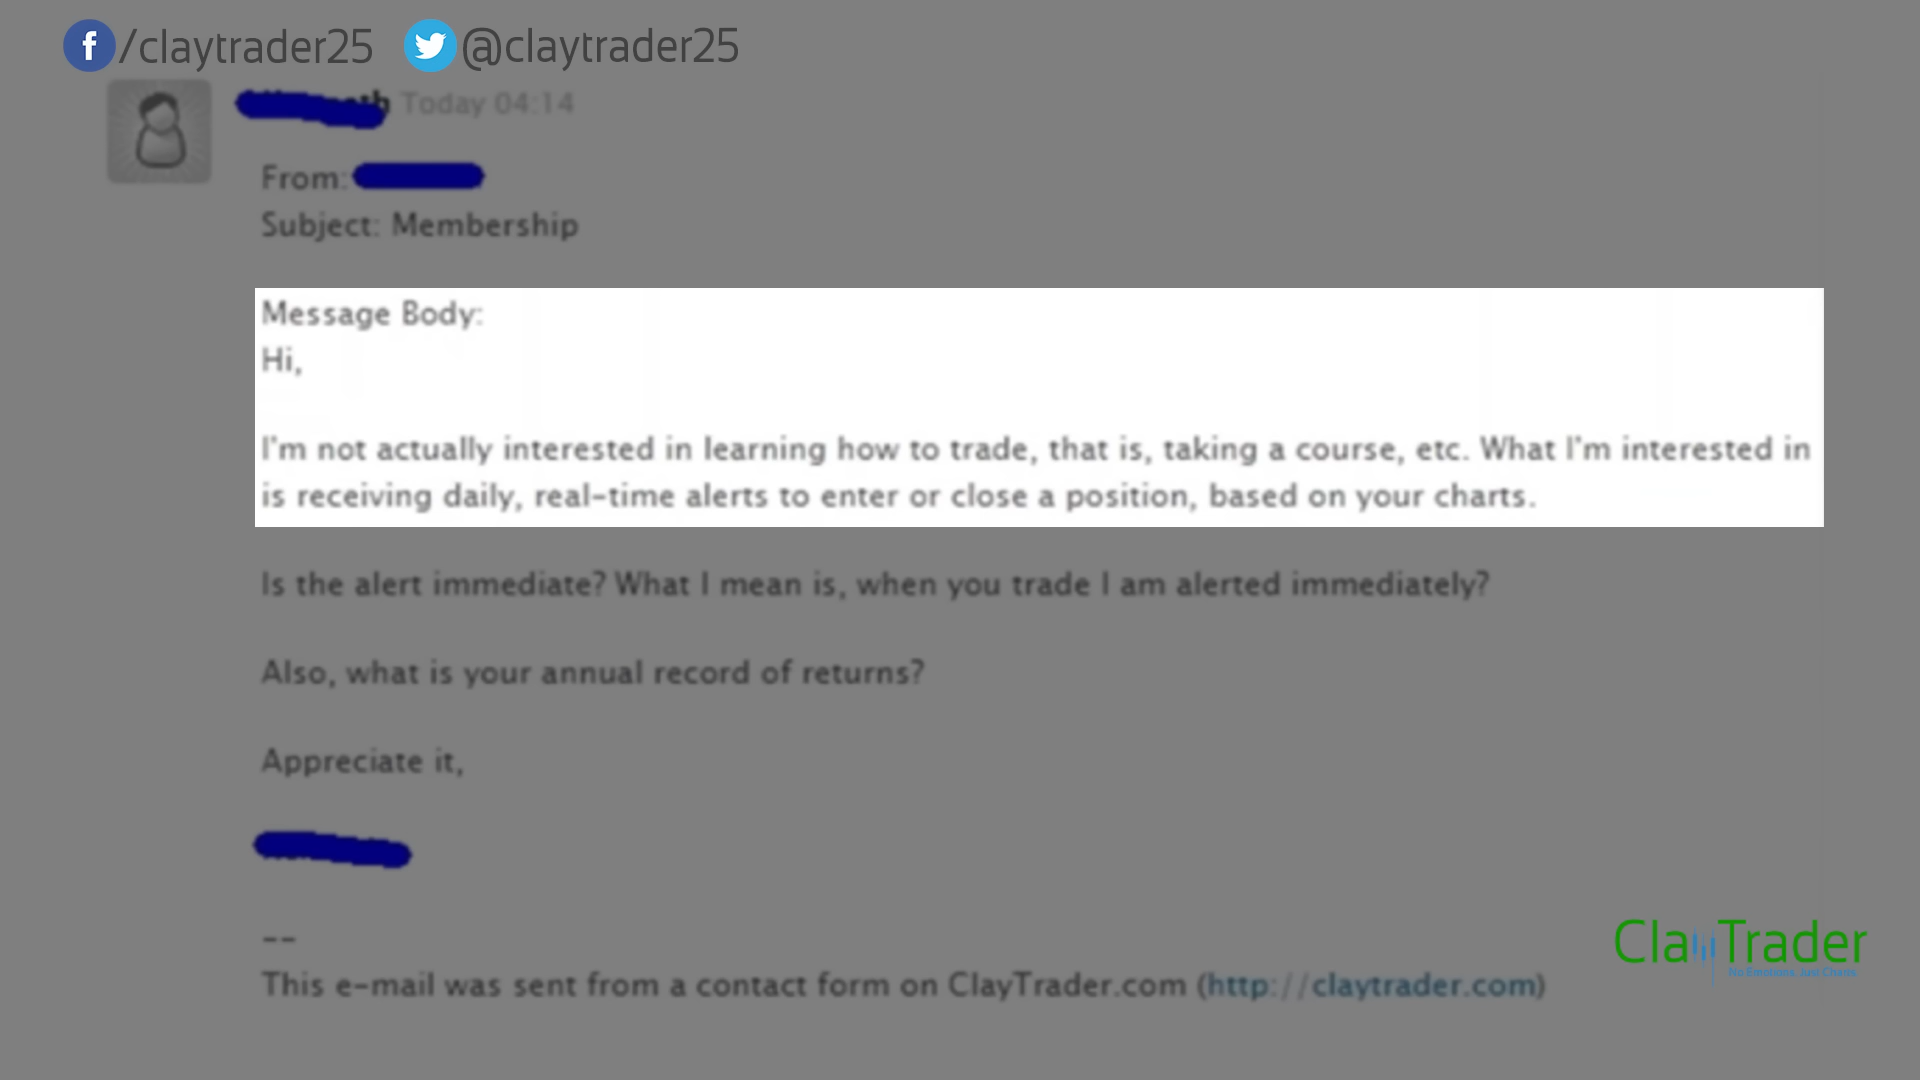 /claytrader25 @claytrader25
Today 04:14
From:
Subject: Membership
Message Body:
Hi,
I'm not actually interested in learning how to trade, that is, taking a course, etc. What I'm interested in
is receiving daily, real-time alerts to enter or close a position, based on your charts.
Is the alert immediate? What I mean is, when you trade I am alerted immediately?
Also, what is your annual record of returns?
Appreciate it,
--
This e-mail was sent from a contact form on ClayTrader.com (http://claytrader.com)
ClayTrader
No Emotions, Just Charts.